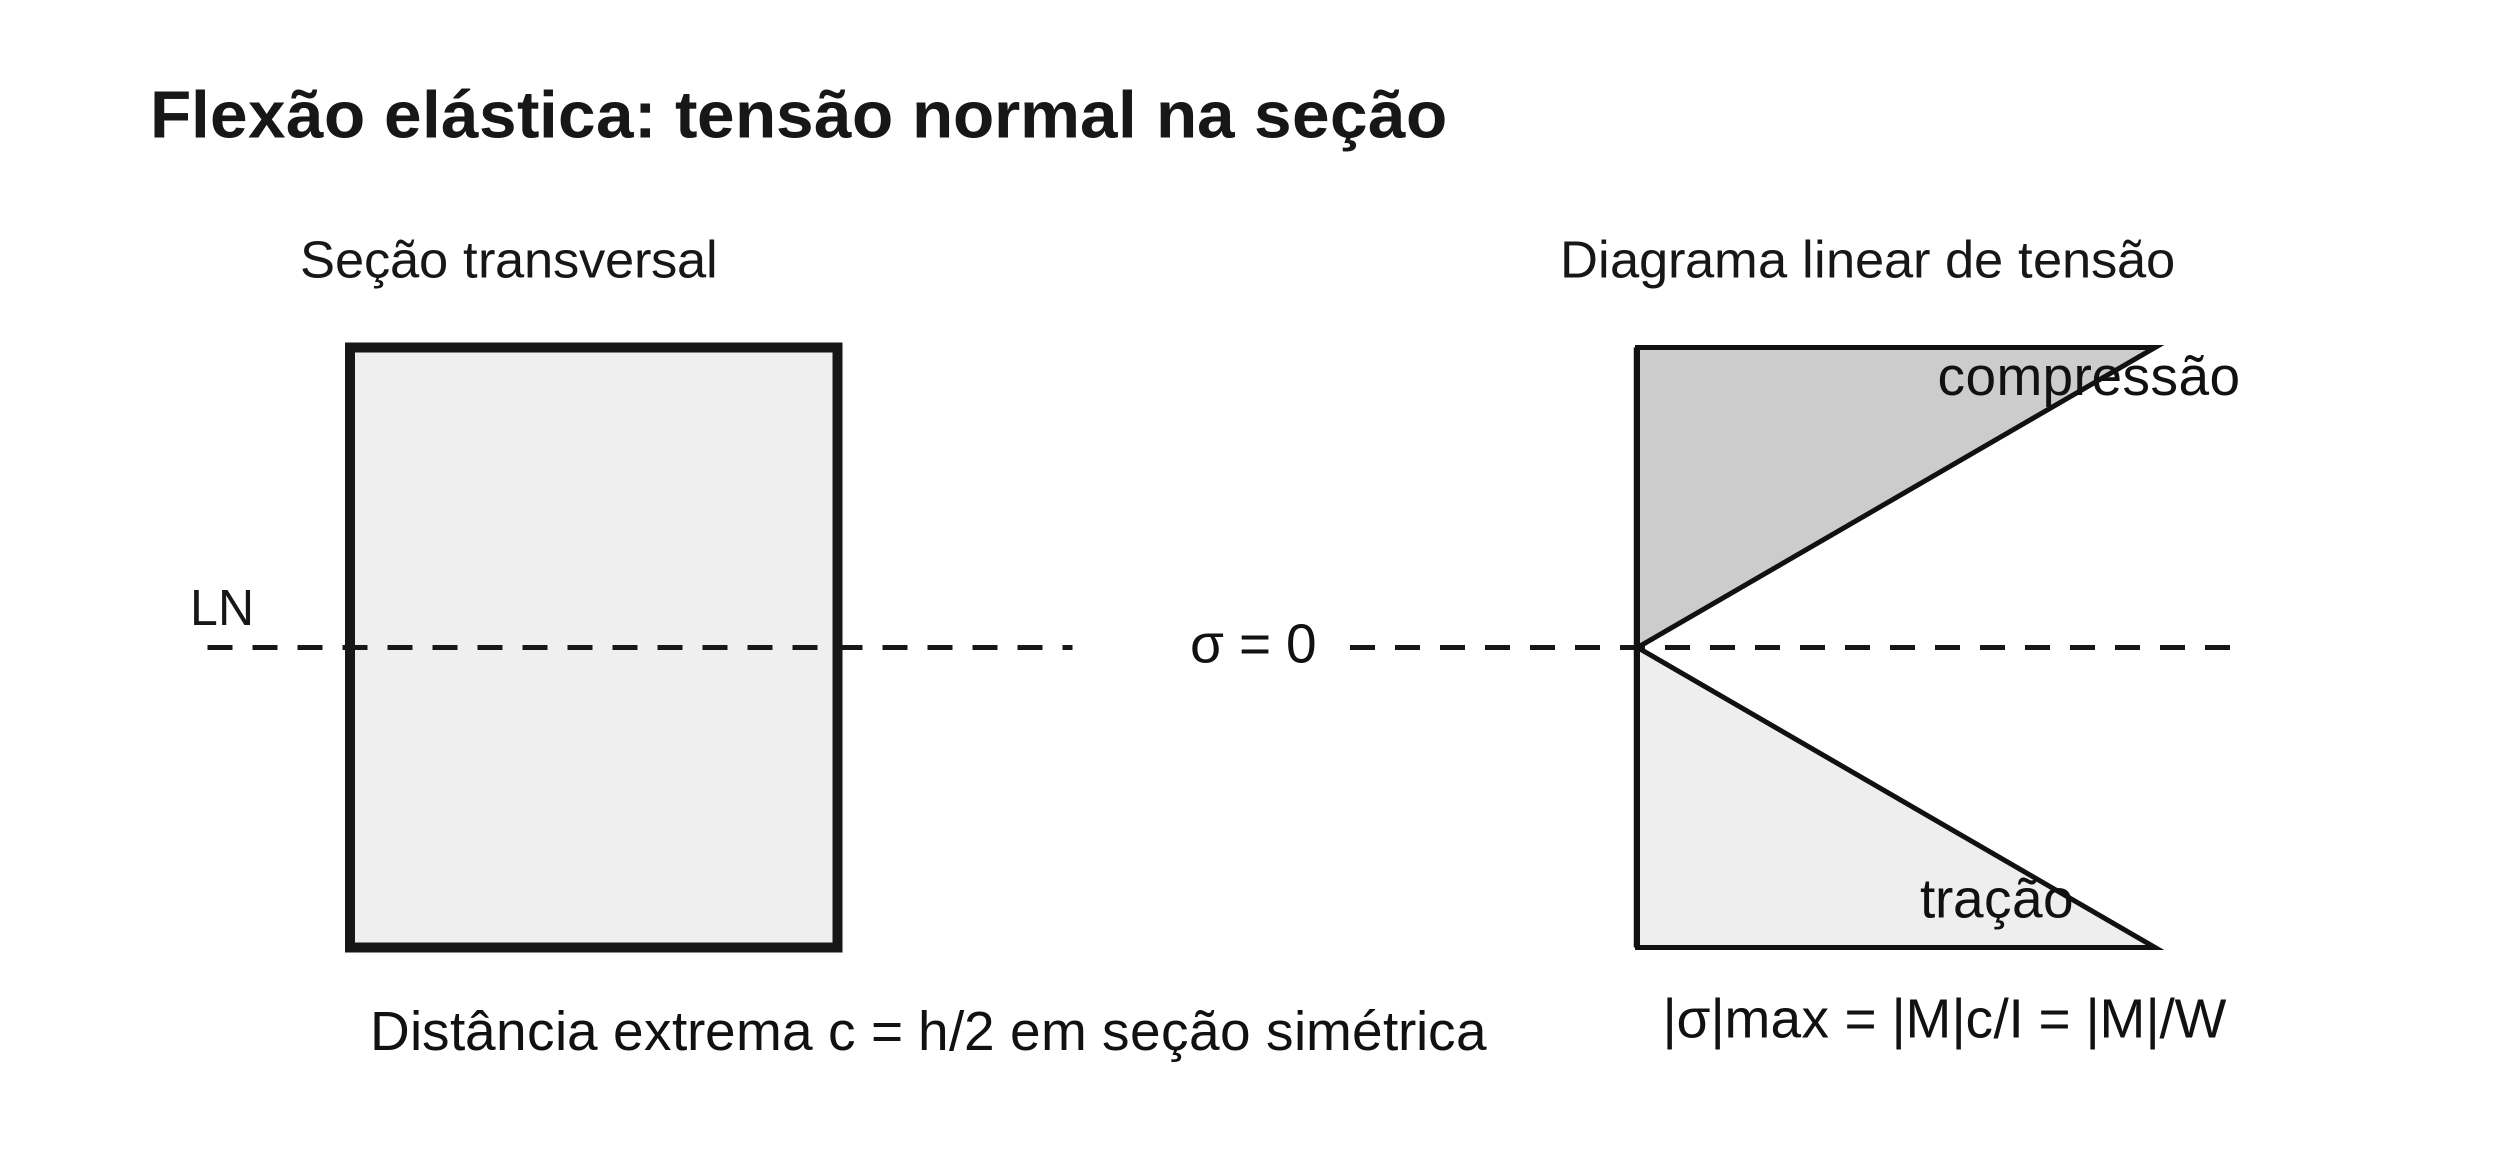 Flexão elástica: tensão normal na seção
Seção transversal
Diagrama linear de tensão
compressão
LN
σ = 0
tração
Distância extrema c = h/2 em seção simétrica
|σ|max = |M|c/I = |M|/W